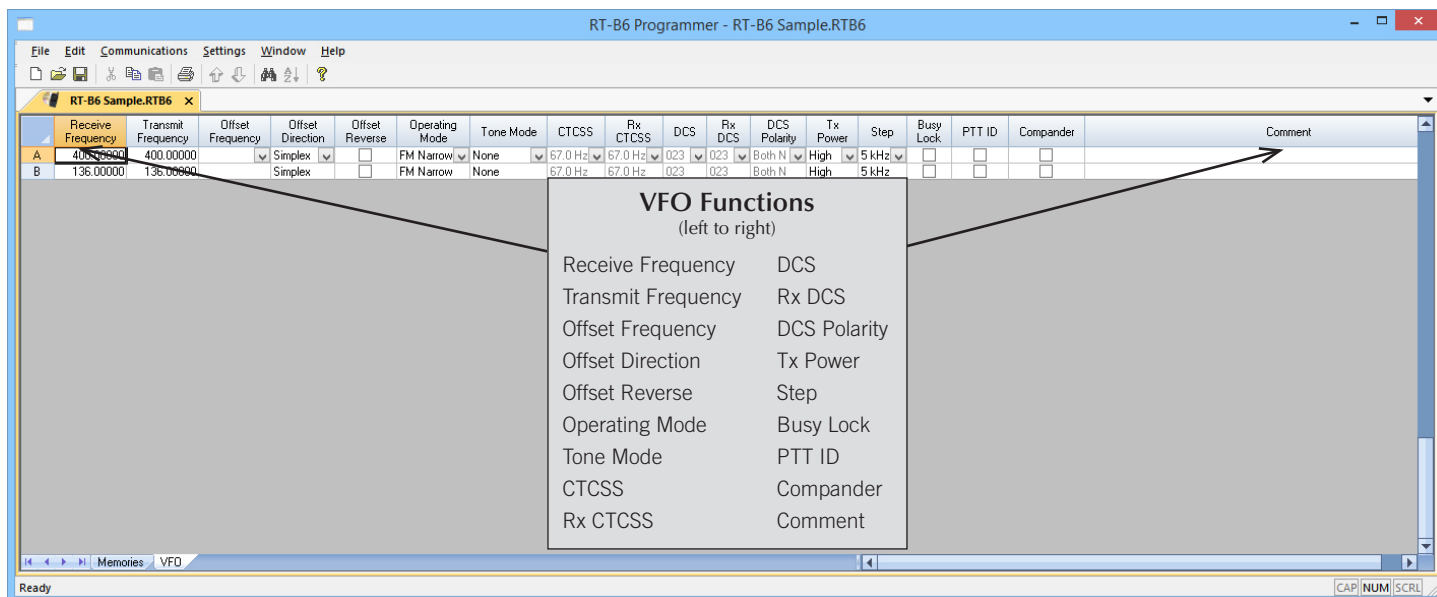 RT-B6 Programmer - RT-B6 Sample.RTB6
File Edit Communications Settings Window Help
RT-B6 Sample.RTB6 X
Receive Frequency Transmit Frequency Offset Frequency Offset Direction Offset Reverse Operating Mode Tone Mode CTCSS Rx CTCSS DCS Rx DCS DCS Polarity Tx Power Step Busy Lock PTT ID Compander Comment
A 400.00000 400.00000 Simplex FM Narrow None 67.0 Hz 67.0 Hz 023 023 Both N High 5 kHz
B 136.00000 136.00000 Simplex FM Narrow None 67.0 Hz 67.0 Hz 023 023 Both N High 5 kHz
VFO Functions
(left to right)
Receive Frequency
Transmit Frequency
Offset Frequency
Offset Direction
Offset Reverse
Operating Mode
Tone Mode
CTCSS
Rx CTCSS
DCS
Rx DCS
DCS Polarity
Tx Power
Step
Busy Lock
PTT ID
Compander
Comment
Memories VFO
Ready CAP NUM SCRL